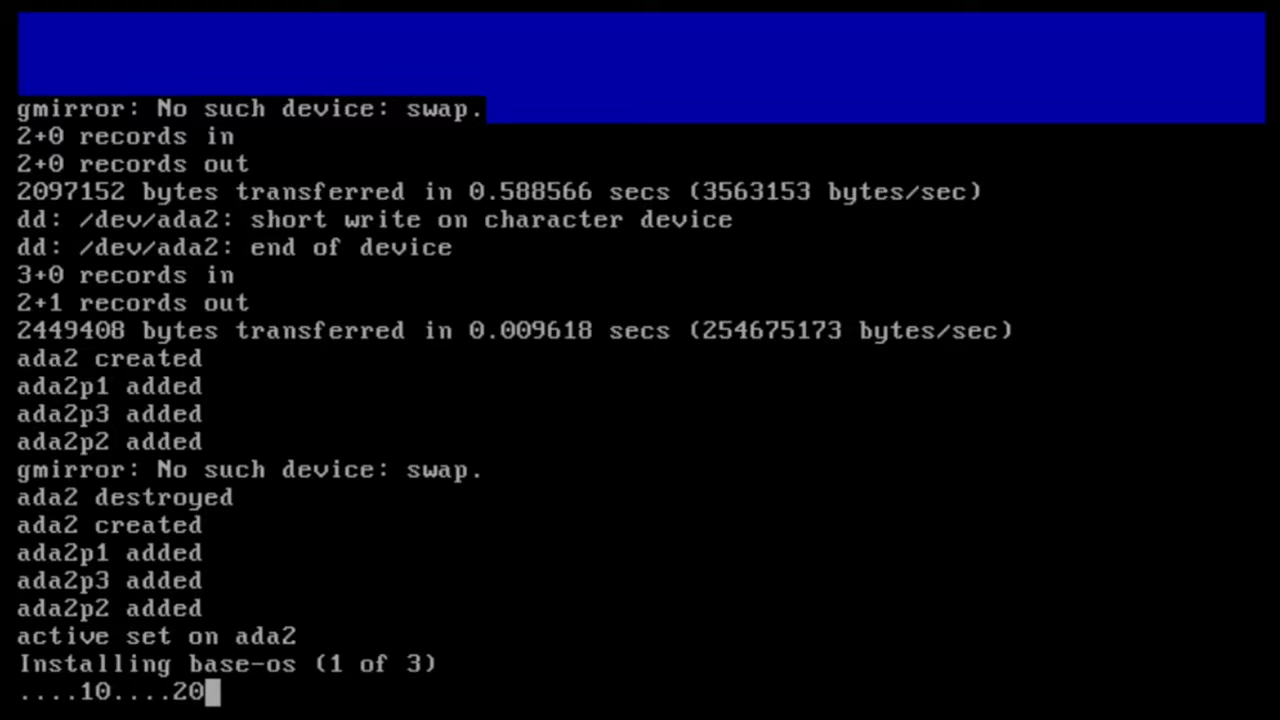 gmirror: No such device: swap.
2+0 records in
2+0 records out
2097152 bytes transferred in 0.588566 secs (3563153 bytes/sec)
dd: /dev/ada2: short write on character device
dd: /dev/ada2: end of device
3+0 records in
2+1 records out
2449408 bytes transferred in 0.009618 secs (254675173 bytes/sec)
ada2 created
ada2p1 added
ada2p3 added
ada2p2 added
gmirror: No such device: swap.
ada2 destroyed
ada2 created
ada2p1 added
ada2p3 added
ada2p2 added
active set on ada2
Installing base-os (1 of 3)
....10....20